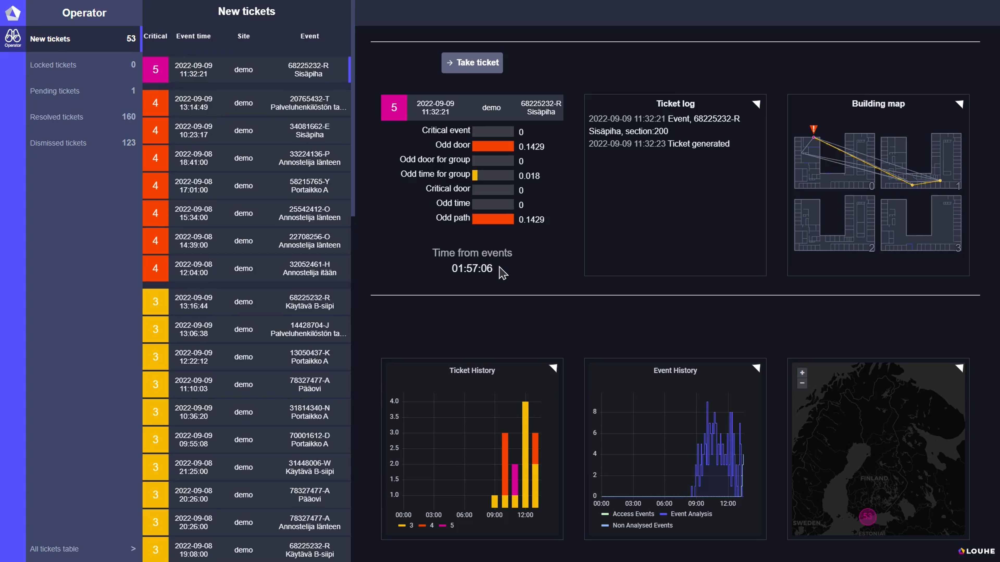 Operator
Operator
New tickets 53
Locked tickets 0
Pending tickets 1
Resolved tickets 160
Dismissed tickets 123
All tickets table >
New tickets
Critical Event time Site Event
5 2022-09-09 11:32:21 demo 68225232-R Sisäpiha
4 2022-09-09 13:14:49 demo 20765432-T Palveluhenkilöstön ta...
4 2022-09-09 10:23:17 demo 34081662-E Sisäpiha
4 2022-09-08 18:41:00 demo 33224136-P Annostelija länteen
4 2022-09-08 17:01:00 demo 58215765-Y Portaikko A
4 2022-09-08 15:34:00 demo 25542412-O Annostelija länteen
4 2022-09-08 14:39:00 demo 22708256-O Annostelija länteen
4 2022-09-08 12:04:00 demo 32052461-H Annostelija itään
3 2022-09-09 13:16:44 demo 68225232-R Käytävä B-siipi
3 2022-09-09 13:06:38 demo 14428704-J Palveluhenkilöstön ta...
3 2022-09-09 12:22:12 demo 13050437-K Portaikko A
3 2022-09-09 11:10:03 demo 78327477-A Pääovi
3 2022-09-09 10:36:20 demo 31814340-N Portaikko A
3 2022-09-09 09:55:08 demo 70001612-D Portaikko A
3 2022-09-08 21:25:00 demo 31448006-W Käytävä B-siipi
3 2022-09-08 20:26:00 demo 78327477-A Pääovi
3 2022-09-08 20:26:00 demo 78327477-A Annostelija länteen
3 2022-09-08 19:08:00 demo 68225232-R Käytävä B-siipi
→ Take ticket
5 2022-09-09 11:32:21 demo 68225232-R Sisäpiha
Critical event 0
Odd door 0.1429
Odd door for group 0
Odd time for group 0.018
Critical door 0
Odd time 0
Odd path 0.1429
Time from events
01:57:06
Ticket log
2022-09-09 11:32:21 Event, 68225232-R
Sisäpiha, section:200
2022-09-09 11:32:23 Ticket generated
Building map
!
0 1
2 3
Ticket History
4.0
3.5
3.0
2.5
2.0
1.5
1.0
00:00 03:00 06:00 09:00 12:00
3 4 5
Event History
8
6
4
2
0
00:00 03:00 06:00 09:00 12:00
Access Events Event Analysis
Non Analysed Events
+
−
FINLAND
53
SWEDEN
ESTONIA
LOUHE